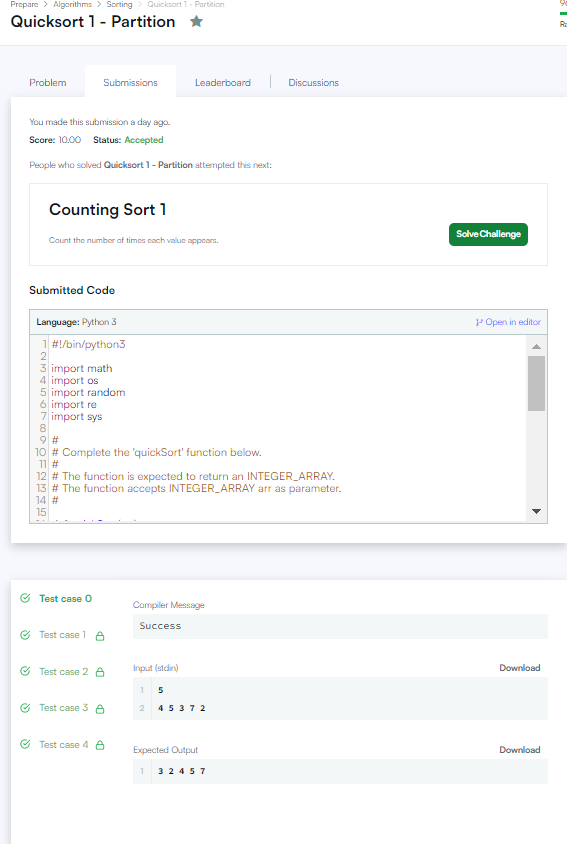 Prepare > Algorithms > Sorting > Quicksort 1 - Partition
Quicksort 1 - Partition
Problem
Submissions
Leaderboard
Discussions
You made this submission a day ago.
Score: 10.00 Status: Accepted
People who solved Quicksort 1 - Partition attempted this next:
Counting Sort 1
Count the number of times each value appears.
Solve Challenge
Submitted Code
Language: Python 3
Open in editor
1 #!/bin/python3
2
3 import math
4 import os
5 import random
6 import re
7 import sys
8
9 #
10 # Complete the 'quickSort' function below.
11 #
12 # The function is expected to return an INTEGER_ARRAY.
13 # The function accepts INTEGER_ARRAY arr as parameter.
14 #
15
Test case 0
Test case 1
Test case 2
Test case 3
Test case 4
Compiler Message
Success
Input (stdin)
Download
1 5
2 4 5 3 7 2
Expected Output
Download
1 3 2 4 5 7